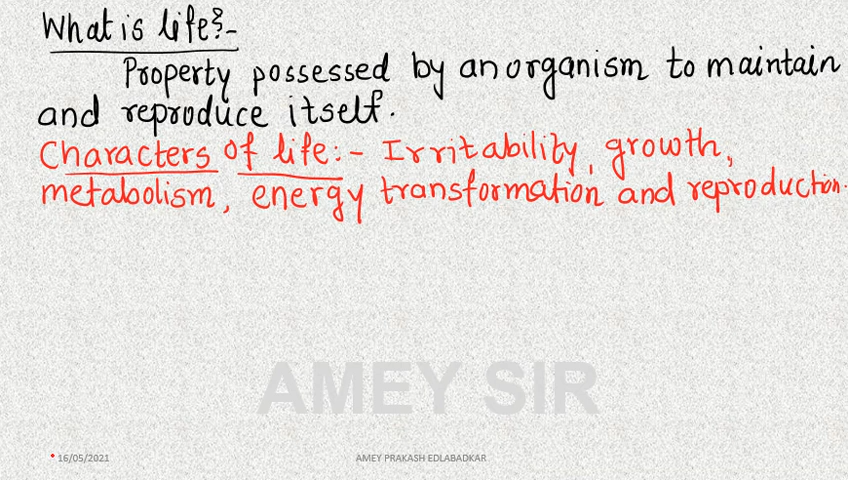 What is life?-
Property possessed by an organism to maintain
and reproduce itself.
Characters of life:- Irritability, growth,
metabolism, energy transformation and reproduction.
AMEY SIR
16/05/2021
AMEY PRAKASH EDLABADKAR